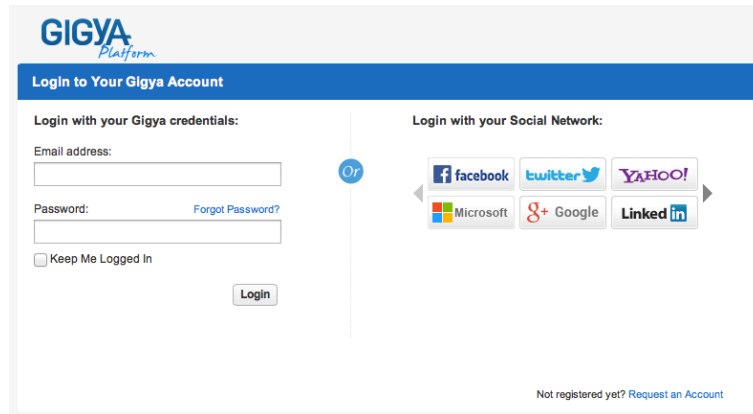 GIGYA
Platform
Login to Your Gigya Account
Login with your Gigya credentials:
Email address:
Password: Forgot Password?
Keep Me Logged In
Login
Or
Login with your Social Network:
facebook twitter YAHOO!
Microsoft g+ Google Linked in
Not registered yet? Request an Account